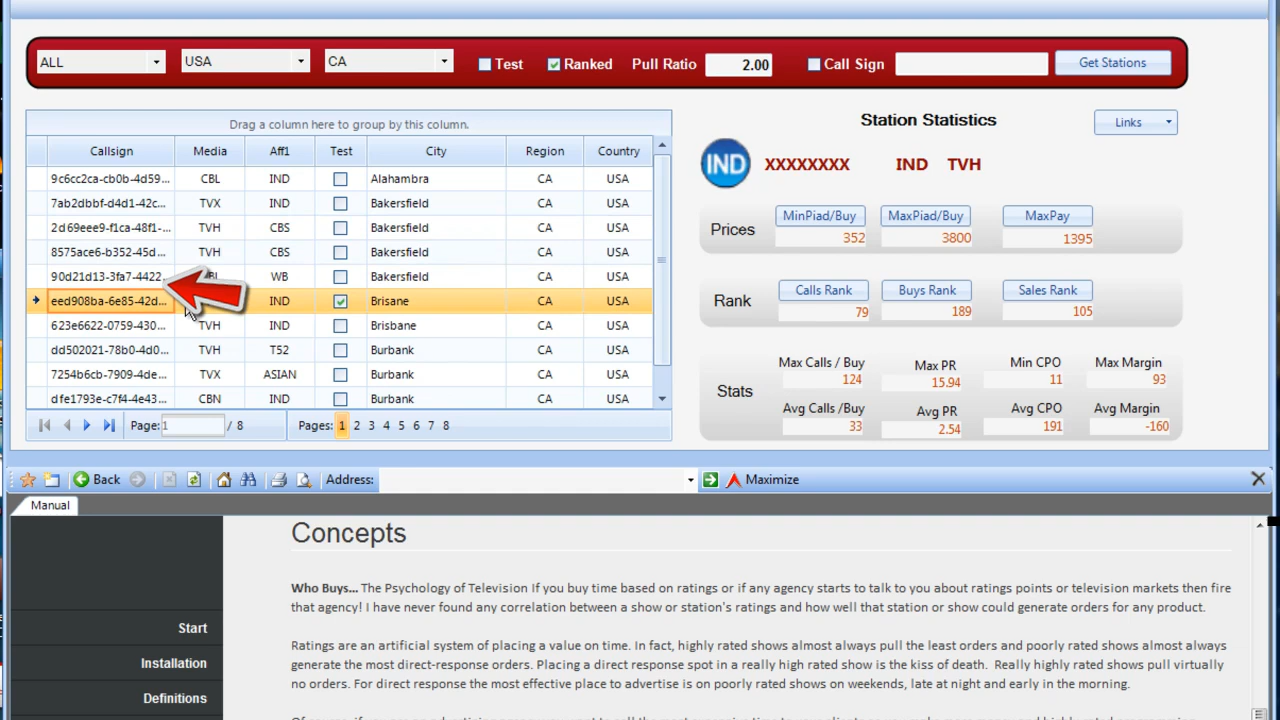 ALL USA CA Test Ranked Pull Ratio 2.00 Call Sign Get Stations
Drag a column here to group by this column.
Callsign Media Aff1 Test City Region Country
9c6cc2ca-cb0b-4d59... CBL IND Alahambra CA USA
7ab2dbbf-d4d1-42c... TVX IND Bakersfield CA USA
2d69eee9-f1ca-48f1-... TVH CBS Bakersfield CA USA
8575ace6-b352-45d... TVH CBS Bakersfield CA USA
90d21d13-3fa7-4422 WB Bakersfield CA USA
eed908ba-6e85-42d... IND Brisane CA USA
623e6622-0759-430... TVH IND Brisbane CA USA
dd502021-78b0-4d0... TVH T52 Burbank CA USA
7254b6cb-7909-4de... TVX ASIAN Burbank CA USA
dfe1793e-c7f4-4e43... CBN IND Burbank CA USA
Page: 1 / 8 Pages: 1 2 3 4 5 6 7 8
Station Statistics Links
IND XXXXXXXX IND TVH
Prices
MinPiad/Buy MaxPiad/Buy MaxPay
352 3800 1395
Rank
Calls Rank Buys Rank Sales Rank
79 189 105
Stats
Max Calls / Buy Max PR Min CPO Max Margin
124 15.94 11 93
Avg Calls /Buy Avg PR Avg CPO Avg Margin
33 2.54 191 -160
Back Address: Maximize
Manual
Start
Installation
Definitions
Concepts
Who Buys... The Psychology of Television If you buy time based on ratings or if any agency starts to talk to you about ratings points or television markets then fire
that agency! I have never found any correlation between a show or station's ratings and how well that station or show could generate orders for any product.
Ratings are an artificial system of placing a value on time. In fact, highly rated shows almost always pull the least orders and poorly rated shows almost always
generate the most direct-response orders. Placing a direct response spot in a really high rated show is the kiss of death. Really highly rated shows pull virtually
no orders. For direct response the most effective place to advertise is on poorly rated shows on weekends, late at night and early in the morning.